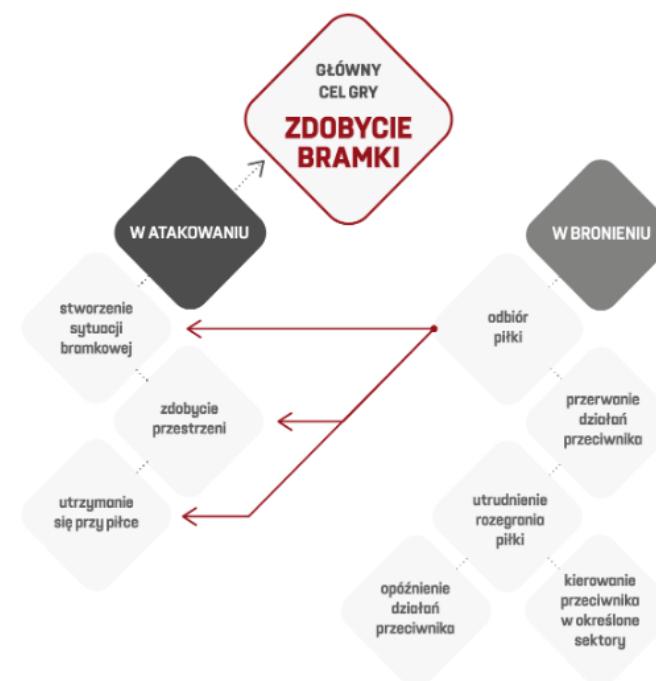 GŁÓWNY
CEL GRY
ZDOBYCIE
BRAMKI
W ATAKOWANIU
W BRONIENIU
stworzenie
sytuacji
bramkowej
odbiór
piłki
zdobycie
przestrzeni
przerwanie
działań
przeciwnika
utrzymanie
się przy piłce
utrudnienie
rozegrania
piłki
opóźnienie
działań
przeciwnika
kierowanie
przeciwnika
w określone
sektory